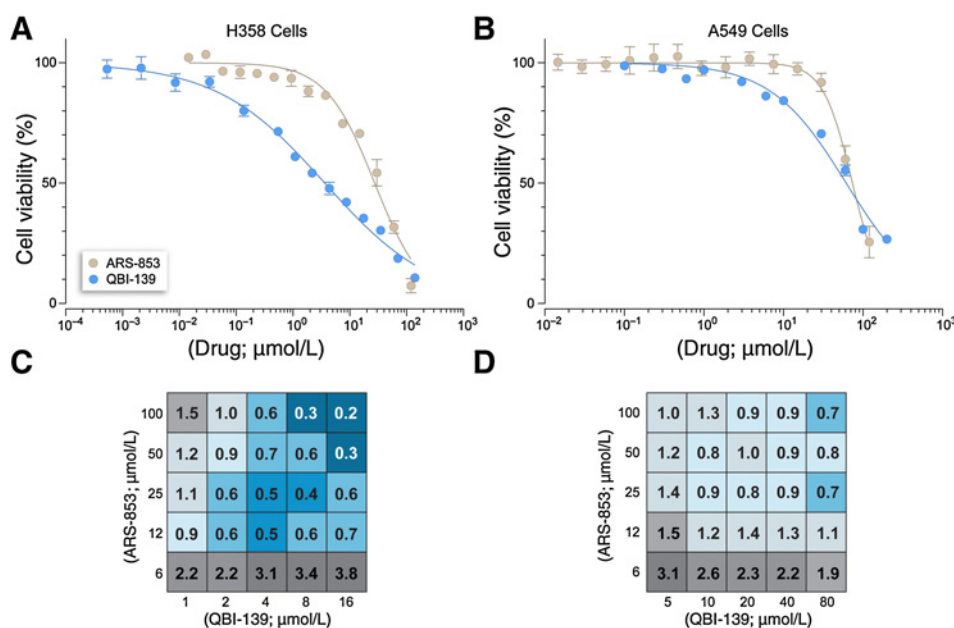 A
H358 Cells
100
50
0
Cell viability (%)
ARS-853
QBI-139
10⁻⁴ 10⁻³ 10⁻² 10⁻¹ 10⁰ 10¹ 10² 10³
(Drug; µmol/L)
B
A549 Cells
100
50
0
Cell viability (%)
10⁻² 10⁻¹ 10⁰ 10¹ 10² 10³
(Drug; µmol/L)
C
(ARS-853; µmol/L)
100 1.5 1.0 0.6 0.3 0.2
50 1.2 0.9 0.7 0.6 0.3
25 1.1 0.6 0.5 0.4 0.6
12 0.9 0.6 0.5 0.6 0.7
6 2.2 2.2 3.1 3.4 3.8
1 2 4 8 16
(QBI-139; µmol/L)
D
(ARS-853; µmol/L)
100 1.0 1.3 0.9 0.9 0.7
50 1.2 0.8 1.0 0.9 0.8
25 1.4 0.9 0.8 0.9 0.7
12 1.5 1.2 1.4 1.3 1.1
6 3.1 2.6 2.3 2.2 1.9
5 10 20 40 80
(QBI-139; µmol/L)